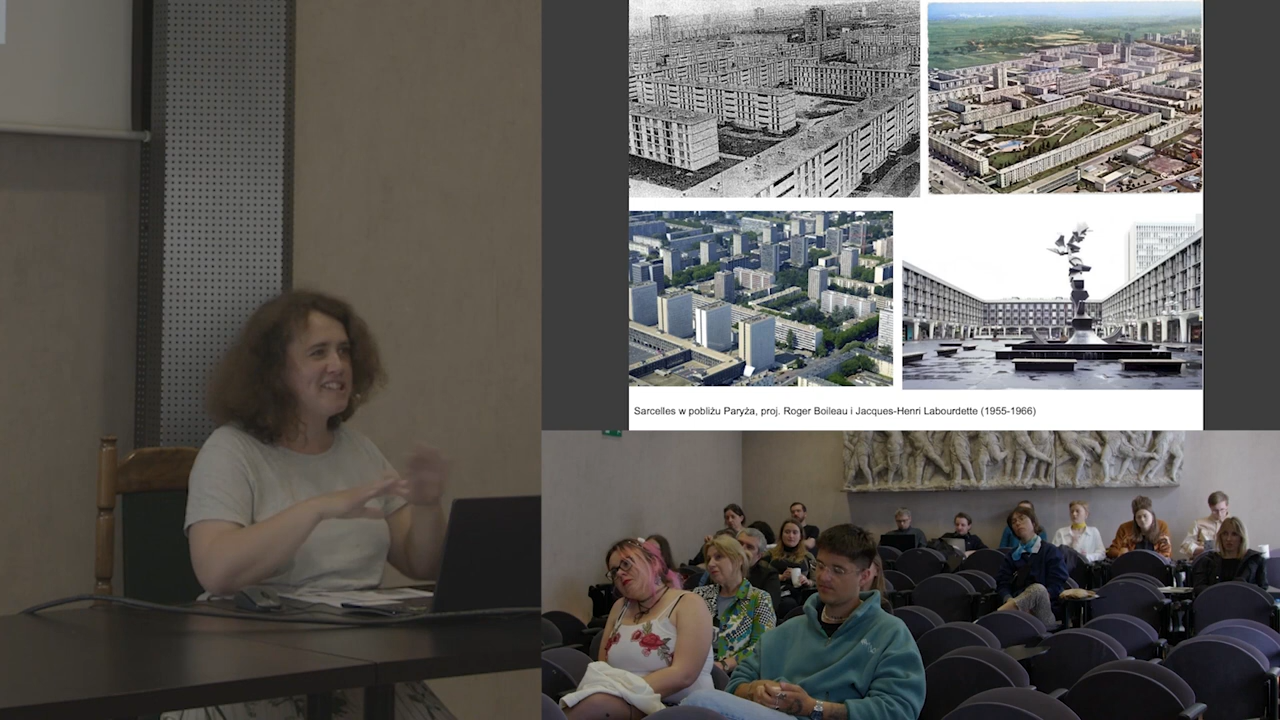 Sarcelles w pobliżu Paryża, proj. Roger Boileau i Jacques-Henri Labourdette (1955-1966)